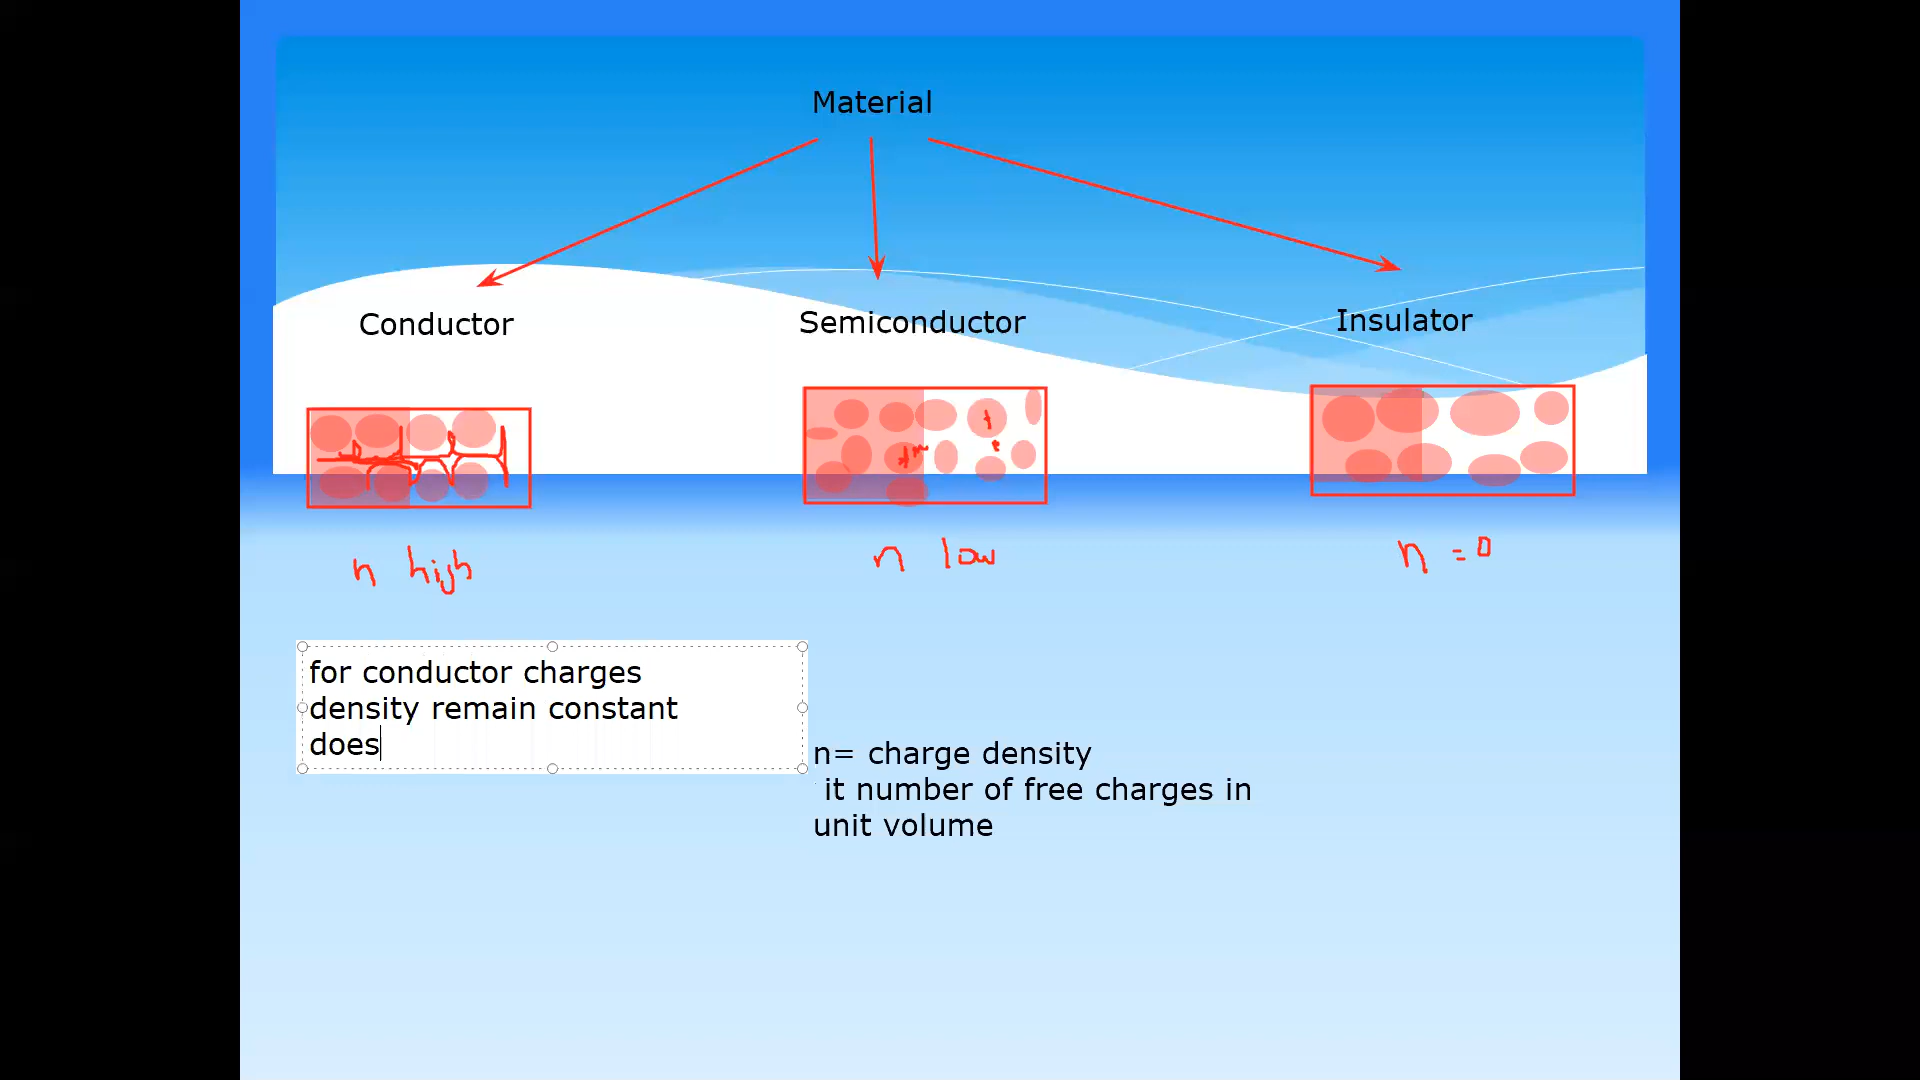 Material
Conductor
Semiconductor
Insulator
n high
n low
n = 0
for conductor charges
density remain constant
does
n= charge density
it number of free charges in
unit volume